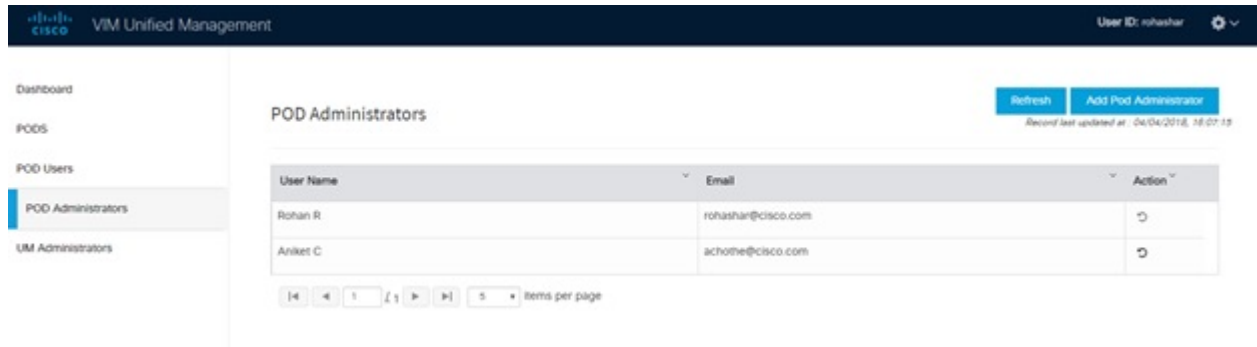 CISCO VIM Unified Management User ID: rohashar
Dashboard
PODS
POD Users
POD Administrators
UM Administrators
POD Administrators
Refresh Add Pod Administrator
Record last updated at : 04/04/2018, 16:07:15
User Name Email Action
Rohan R rohashar@cisco.com
Aniket C achothe@cisco.com
1 / 1 5 items per page